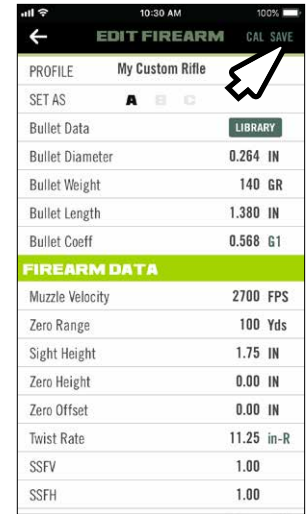 10:30 AM 100%
EDIT FIREARM CAL SAVE
PROFILE My Custom Rifle
SET AS A B C
Bullet Data LIBRARY
Bullet Diameter 0.264 IN
Bullet Weight 140 GR
Bullet Length 1.380 IN
Bullet Coeff 0.568 G1
FIREARM DATA
Muzzle Velocity 2700 FPS
Zero Range 100 Yds
Sight Height 1.75 IN
Zero Height 0.00 IN
Zero Offset 0.00 IN
Twist Rate 11.25 in-R
SSFV 1.00
SSFH 1.00